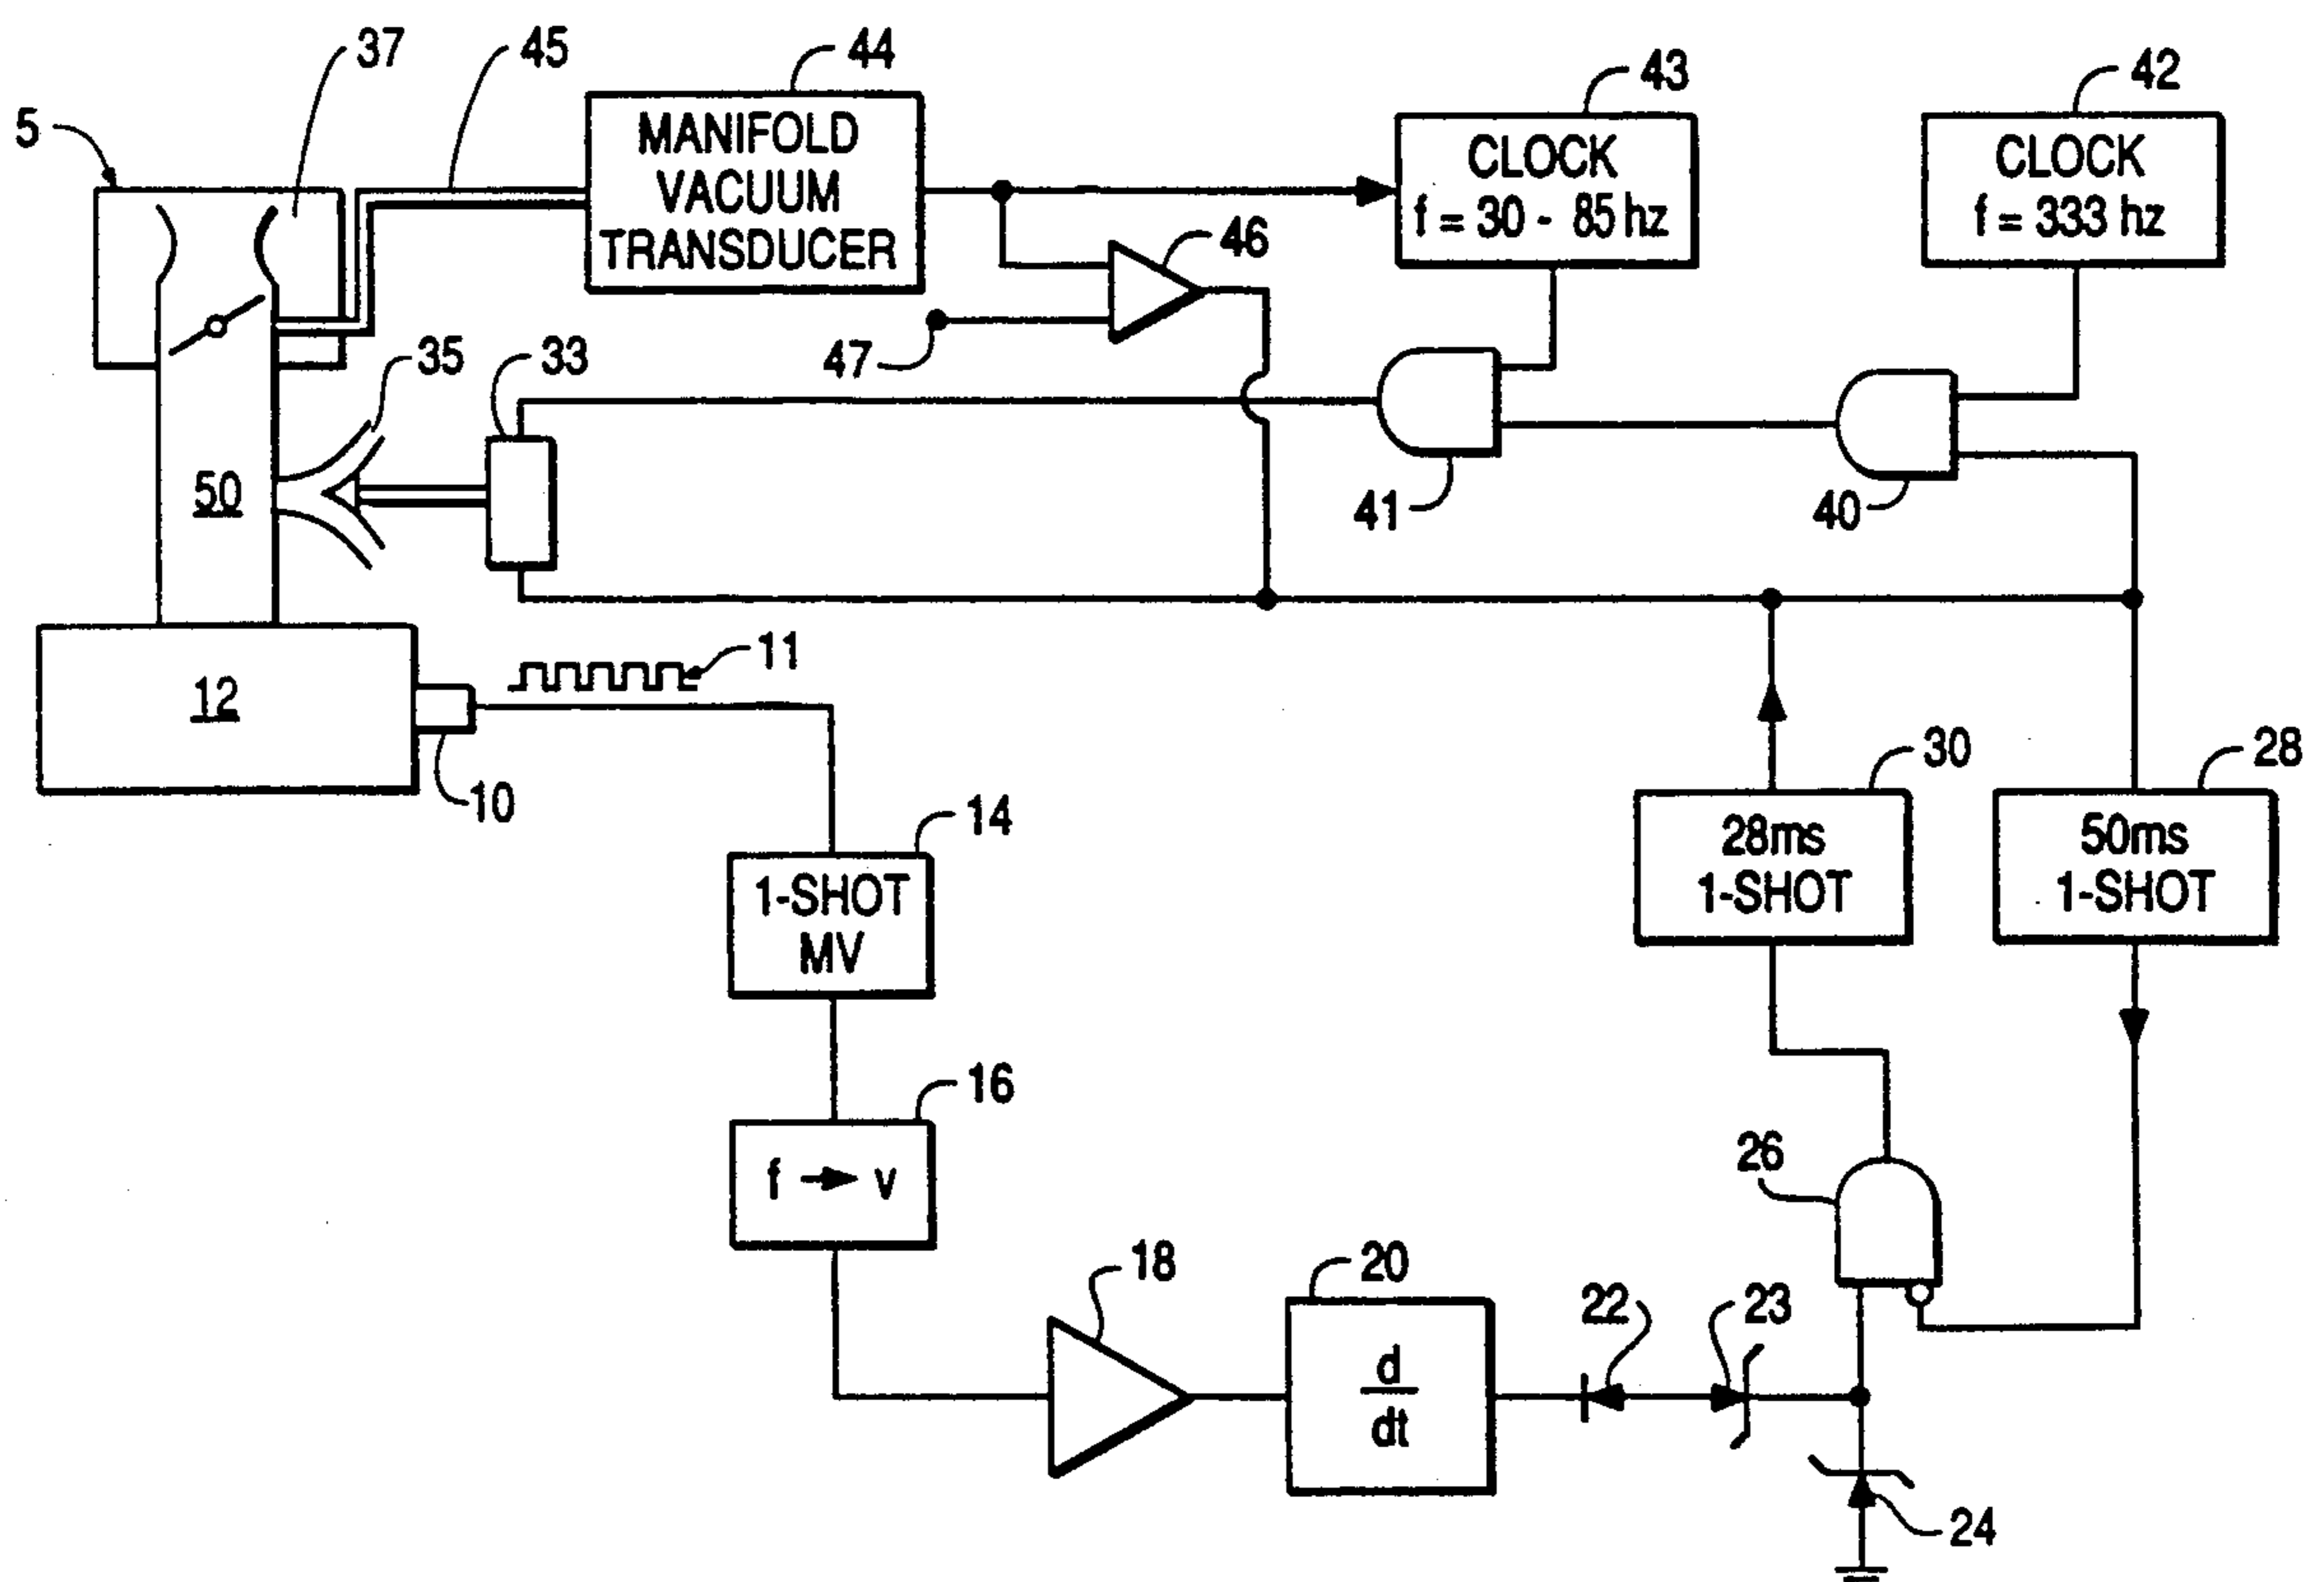 37
45
44
43
42
5
MANIFOLD
VACUUM
TRANSDUCER
CLOCK
f = 30 - 85 hz
CLOCK
f = 333 hz
46
47
35
33
50
41
40
11
12
10
30
28
14
28ms
1-SHOT
50ms
1-SHOT
1-SHOT
MV
16
f → v
26
18
20
22
23
d
dt
24